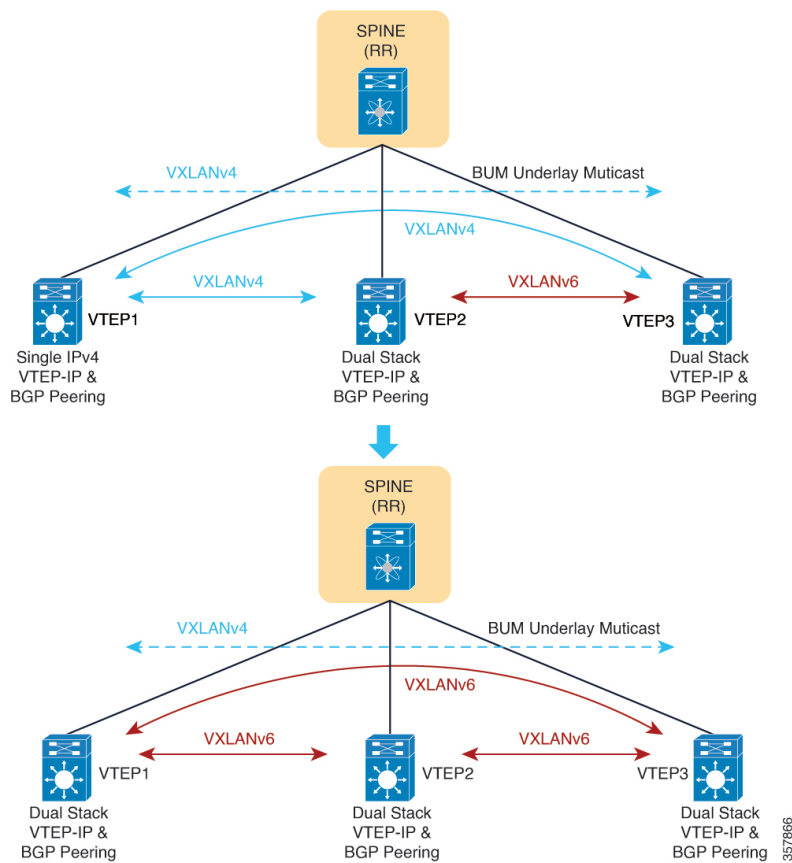 SPINE
(RR)
VXLANv4
BUM Underlay Muticast
VXLANv4
VXLANv4
VXLANv6
VTEP1
VTEP2
VTEP3
Single IPv4
VTEP-IP &
BGP Peering
Dual Stack
VTEP-IP &
BGP Peering
Dual Stack
VTEP-IP &
BGP Peering
SPINE
(RR)
VXLANv4
BUM Underlay Muticast
VXLANv6
VXLANv6
VXLANv6
VTEP1
VTEP2
VTEP3
Dual Stack
VTEP-IP &
BGP Peering
Dual Stack
VTEP-IP &
BGP Peering
Dual Stack
VTEP-IP &
BGP Peering
357866